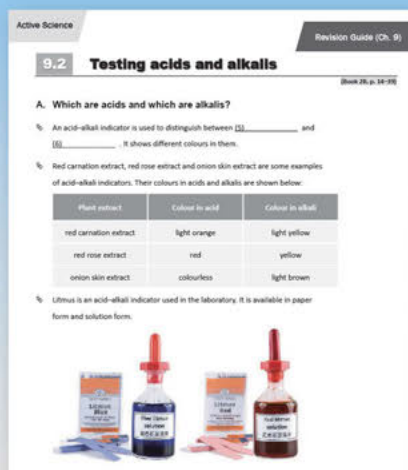 Active Science
Revision Guide (Ch. 9)
9.2 Testing acids and alkalis
(Book 2B, p. 14–39)
A. Which are acids and which are alkalis?
An acid–alkali indicator is used to distinguish between (5) ____________ and
(6) ____________ . It shows different colours in them.
Red carnation extract, red rose extract and onion skin extract are some examples
of acid–alkali indicators. Their colours in acids and alkalis are shown below:
Plant extract Colour in acid Colour in alkali
red carnation extract light orange light yellow
red rose extract red yellow
onion skin extract colourless light brown
Litmus is an acid–alkali indicator used in the laboratory. It is available in paper
form and solution form.
Litmus
Blue
Blue Litmus
solution
Litmus
Red
Red litmus
solution